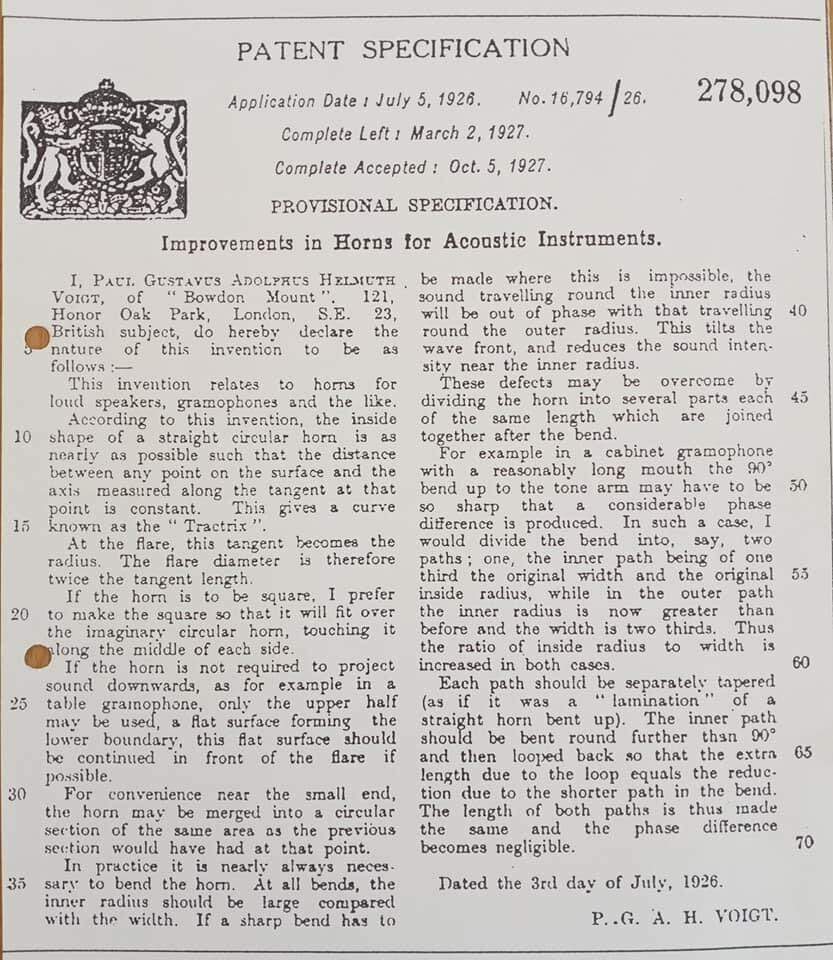 PATENT SPECIFICATION
G R
Application Date: July 5, 1926. No. 16,794 / 26.
278,098
Complete Left: March 2, 1927.
Complete Accepted: Oct. 5, 1927.
PROVISIONAL SPECIFICATION.
Improvements in Horns for Acoustic Instruments.
I, PAUL GUSTAVUS ADOLPHUS HELMUTH
VOIGT, of "Bowdon Mount". 121,
Honor Oak Park, London, S.E. 23,
British subject, do hereby declare the
5 nature of this invention to be as
follows :—
This invention relates to horns for
loud speakers, gramophones and the like.
According to this invention, the inside
10 shape of a straight circular horn is as
nearly as possible such that the distance
between any point on the surface and the
axis measured along the tangent at that
point is constant. This gives a curve
15 known as the "Tractrix".
At the flare, this tangent becomes the
radius. The flare diameter is therefore
twice the tangent length.
If the horn is to be square, I prefer
20 to make the square so that it will fit over
the imaginary circular horn, touching it
along the middle of each side.
If the horn is not required to project
sound downwards, as for example in a
25 table gramophone, only the upper half
may be used, a flat surface forming the
lower boundary, this flat surface should
be continued in front of the flare if
possible.
30 For convenience near the small end,
the horn may be merged into a circular
section of the same area as the previous
section would have had at that point.
In practice it is nearly always neces-
35 sary to bend the horn. At all bends, the
inner radius should be large compared
with the width. If a sharp bend has to
be made where this is impossible, the
sound travelling round the inner radius
will be out of phase with that travelling 40
round the outer radius. This tilts the
wave front, and reduces the sound inten-
sity near the inner radius.
These defects may be overcome by
dividing the horn into several parts each 45
of the same length which are joined
together after the bend.
For example in a cabinet gramophone
with a reasonably long mouth the 90°
bend up to the tone arm may have to be 50
so sharp that a considerable phase
difference is produced. In such a case, I
would divide the bend into, say, two
paths; one, the inner path being of one
third the original width and the original 55
inside radius, while in the outer path
the inner radius is now greater than
before and the width is two thirds. Thus
the ratio of inside radius to width is
increased in both cases. 60
Each path should be separately tapered
(as if it was a "lamination" of a
straight horn bent up). The inner path
should be bent round further than 90°
and then looped back so that the extra 65
length due to the loop equals the reduc-
tion due to the shorter path in the bend.
The length of both paths is thus made
the same and the phase difference
becomes negligible. 70
Dated the 3rd day of July, 1926.
P. G. A. H. VOIGT.